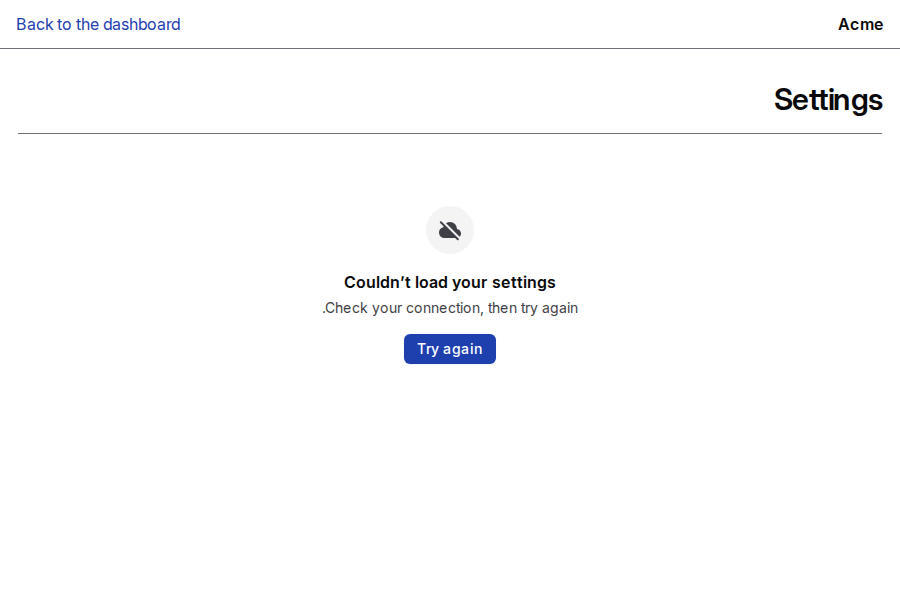 Acme
Back to the dashboard
Settings
Couldn't load your settings
.Check your connection, then try again
Try again